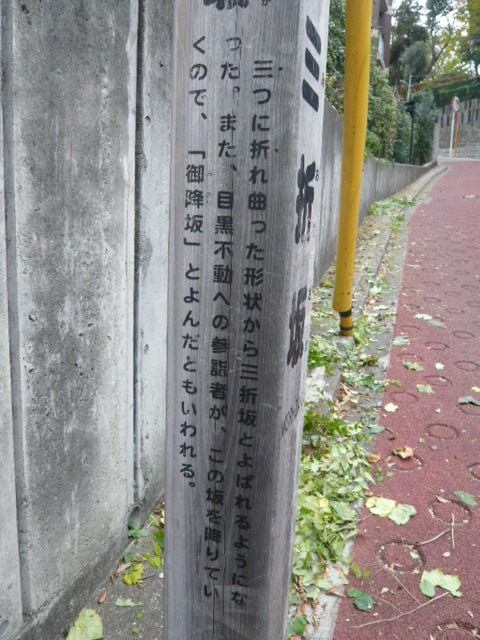 三折坂
三つに折れ曲った形状から三折坂とよばれるようにな
った。また、目黒不動への参詣者が、この坂を降りてい
くので、「御降坂」とよんだともいわれる。